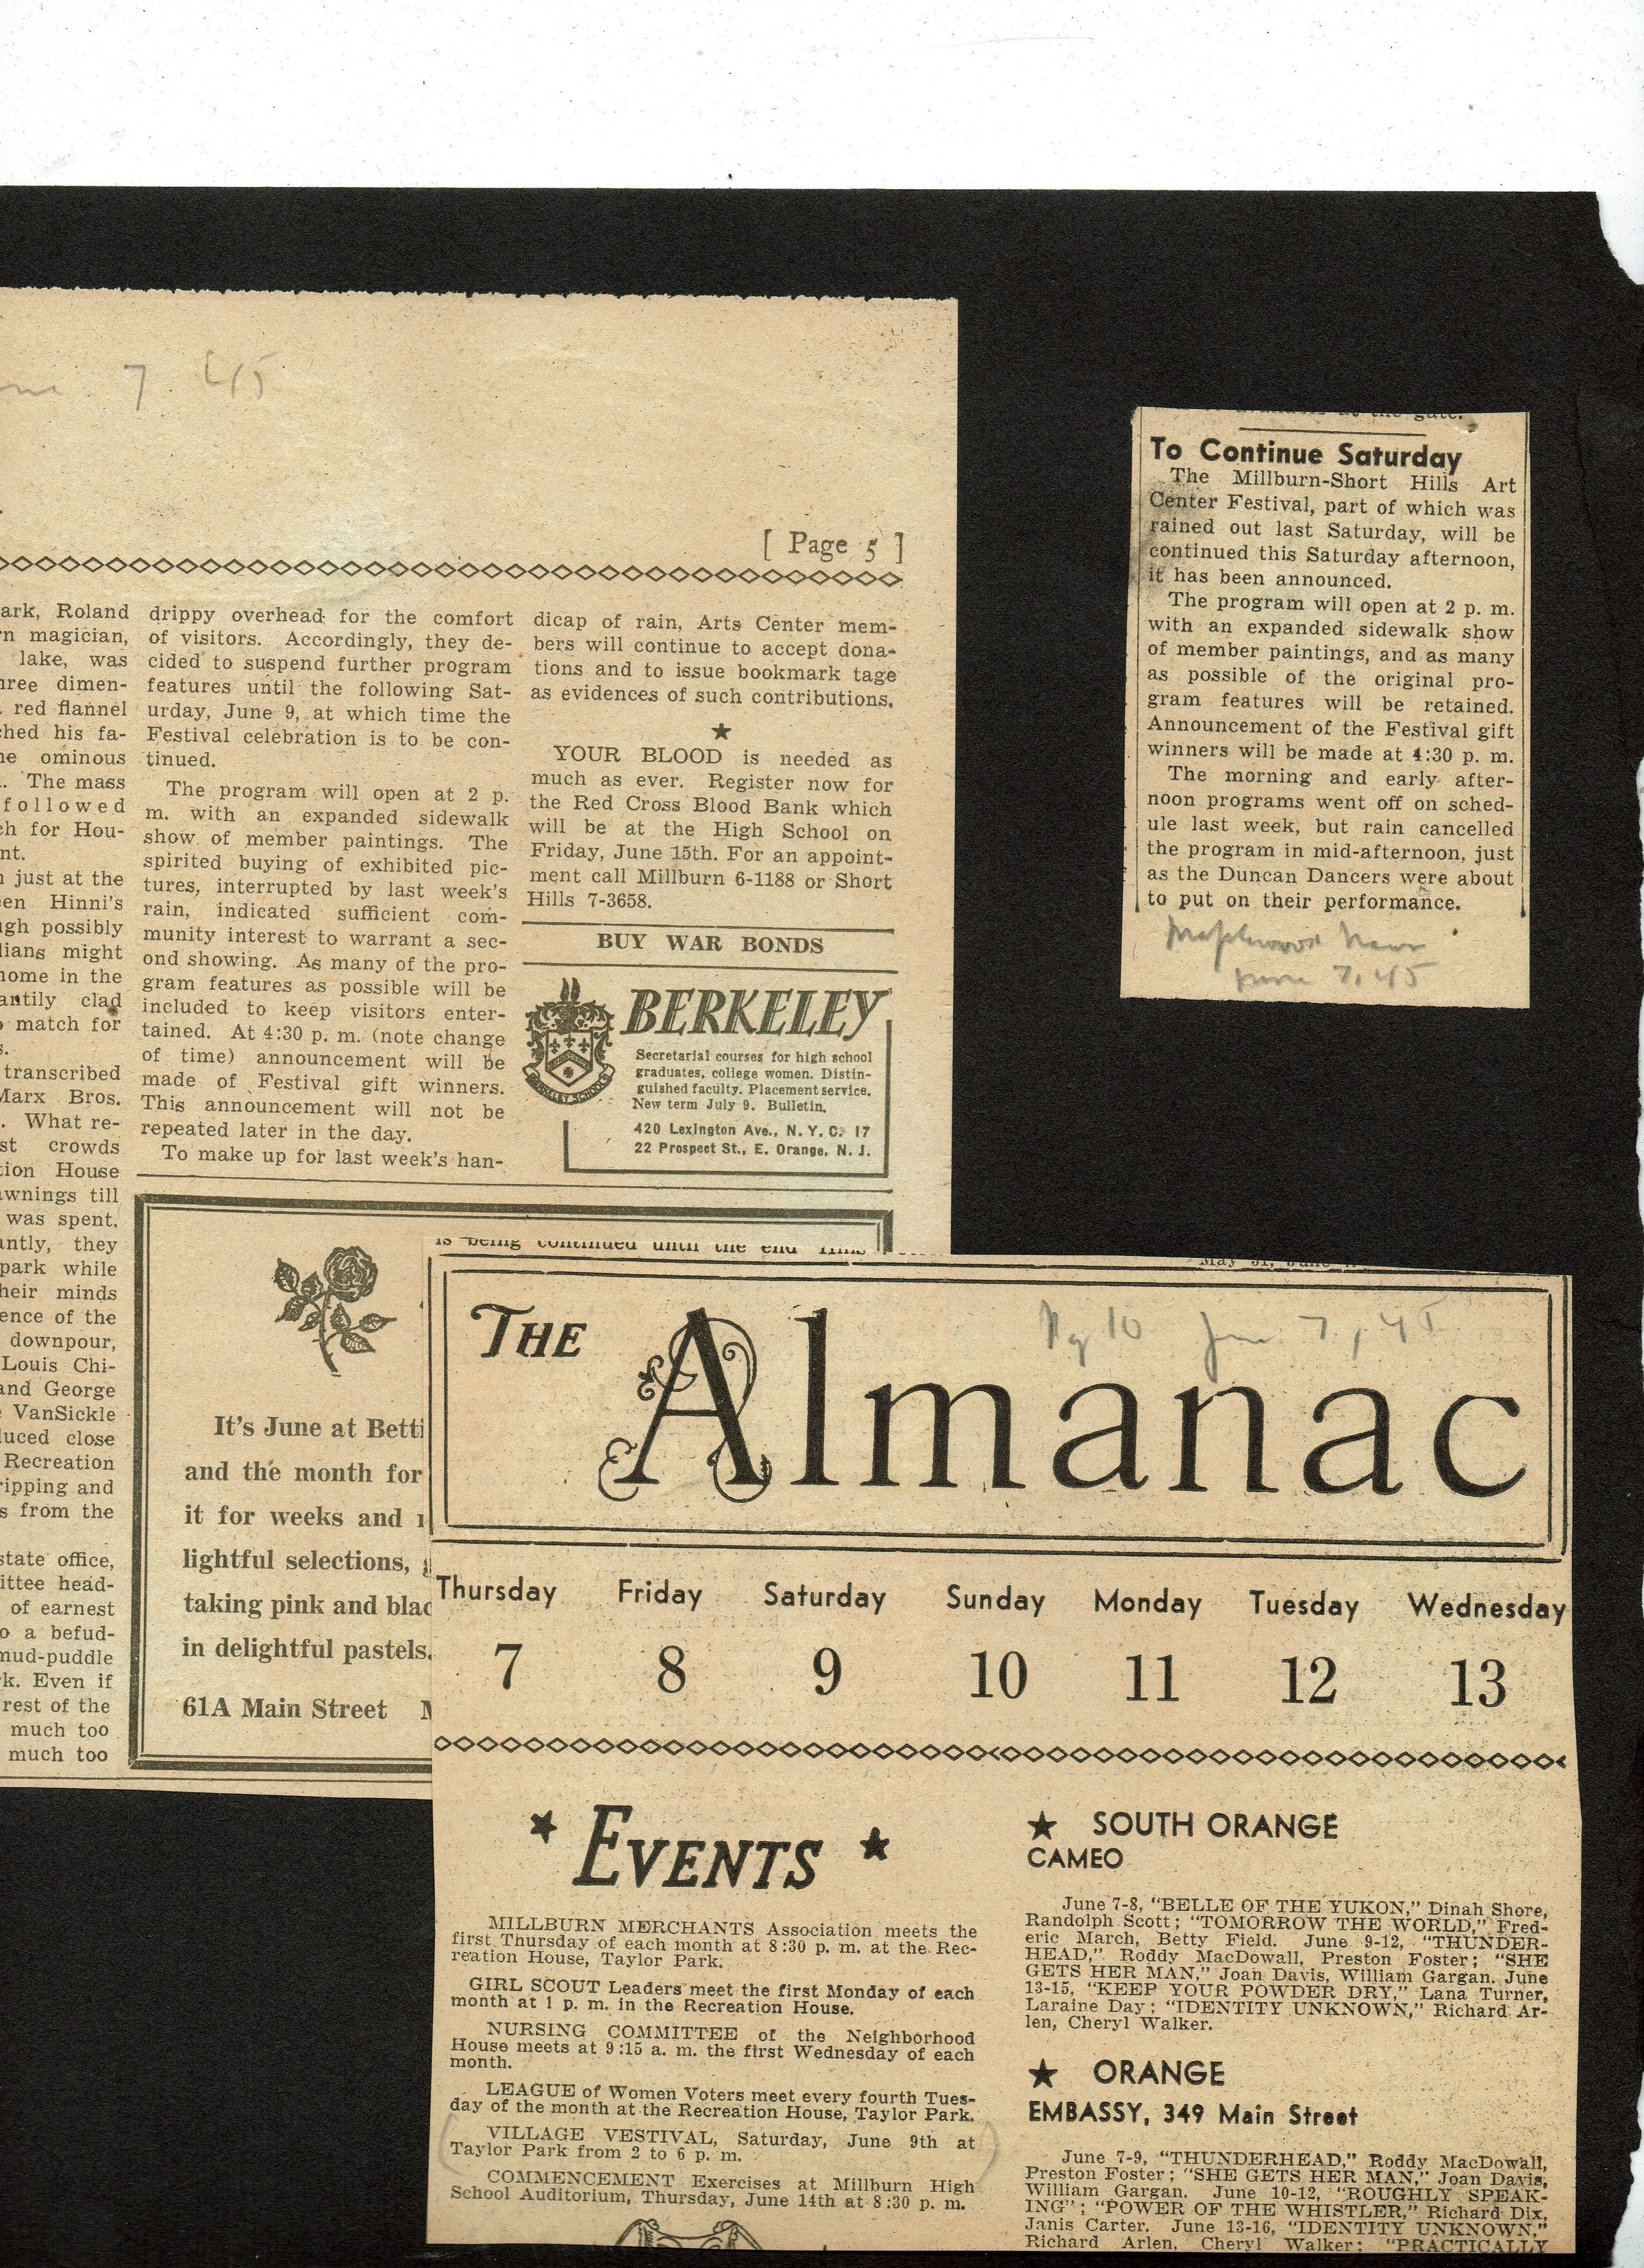 7 45
[ Page 5 ]
ark, Roland
rn magician,
lake, was
hree dimen-
red flannel
ched his fa-
he ominous
. The mass
followed
ch for Hou-
nt.
n just at the
een Hinni's
ugh possibly
dians might
home in the
antily clad
o match for
s.
transcribed
Marx Bros.
. What re-
st crowds
tion House
awnings till
was spent.
antly, they
park while
heir minds
ence of the
downpour,
Louis Chi-
and George
e VanSickle
duced close
Recreation
ripping and
s from the
state office,
ittee head-
of earnest
o a befud-
mud-puddle
k. Even if
rest of the
much too
much too
drippy overhead for the comfort
of visitors. Accordingly, they de-
cided to suspend further program
features until the following Sat-
urday, June 9, at which time the
Festival celebration is to be con-
tinued.
The program will open at 2 p.
m. with an expanded sidewalk
show of member paintings. The
spirited buying of exhibited pic-
tures, interrupted by last week's
rain, indicated sufficient com-
munity interest to warrant a sec-
ond showing. As many of the pro-
gram features as possible will be
included to keep visitors enter-
tained. At 4:30 p. m. (note change
of time) announcement will be
made of Festival gift winners.
This announcement will not be
repeated later in the day.
To make up for last week's han-
dicap of rain, Arts Center mem-
bers will continue to accept dona-
tions and to issue bookmark tage
as evidences of such contributions.
★
YOUR BLOOD is needed as
much as ever. Register now for
the Red Cross Blood Bank which
will be at the High School on
Friday, June 15th. For an appoint-
ment call Millburn 6-1188 or Short
Hills 7-3658.
BUY WAR BONDS
BERKELEY
Secretarial courses for high school
graduates, college women. Distin-
guished faculty. Placement service.
New term July 9. Bulletin.
420 Lexington Ave., N. Y. C. 17
22 Prospect St., E. Orange, N. J.
It's June at Betti
and the month for
it for weeks and
lightful selections,
taking pink and blac
in delightful pastels.
61A Main Street
at the gate.
To Continue Saturday
The Millburn-Short Hills Art
Center Festival, part of which was
rained out last Saturday, will be
continued this Saturday afternoon,
it has been announced.
The program will open at 2 p. m.
with an expanded sidewalk show
of member paintings, and as many
as possible of the original pro-
gram features will be retained.
Announcement of the Festival gift
winners will be made at 4:30 p. m.
The morning and early after-
noon programs went off on sched-
ule last week, but rain cancelled
the program in mid-afternoon, just
as the Duncan Dancers were about
to put on their performance.
Maplewood News
June 7, 45
is being continued until the end
May 31, June
THE Almanac
Pg 10 June 7, 45
Thursday Friday Saturday Sunday Monday Tuesday Wednesday
7 8 9 10 11 12 13
★ EVENTS ★
MILLBURN MERCHANTS Association meets the
first Thursday of each month at 8:30 p. m. at the Rec-
reation House, Taylor Park.
GIRL SCOUT Leaders meet the first Monday of each
month at 1 p. m. in the Recreation House.
NURSING COMMITTEE of the Neighborhood
House meets at 9:15 a. m. the first Wednesday of each
month.
LEAGUE of Women Voters meet every fourth Tues-
day of the month at the Recreation House, Taylor Park.
VILLAGE VESTIVAL, Saturday, June 9th at
Taylor Park from 2 to 6 p. m.
COMMENCEMENT Exercises at Millburn High
School Auditorium, Thursday, June 14th at 8:30 p. m.
★ SOUTH ORANGE
CAMEO
June 7-8, "BELLE OF THE YUKON," Dinah Shore,
Randolph Scott; "TOMORROW THE WORLD," Fred-
eric March, Betty Field. June 9-12, "THUNDER-
HEAD," Roddy MacDowall, Preston Foster; "SHE
GETS HER MAN," Joan Davis, William Gargan. June
13-15, "KEEP YOUR POWDER DRY," Lana Turner,
Laraine Day; "IDENTITY UNKNOWN," Richard Ar-
len, Cheryl Walker.
★ ORANGE
EMBASSY, 349 Main Street
June 7-9, "THUNDERHEAD," Roddy MacDowall,
Preston Foster; "SHE GETS HER MAN," Joan Davis,
William Gargan. June 10-12, "ROUGHLY SPEAK-
ING"; "POWER OF THE WHISTLER," Richard Dix,
Janis Carter. June 13-16, "IDENTITY UNKNOWN,"
Richard Arlen, Cheryl Walker; "PRACTICALLY